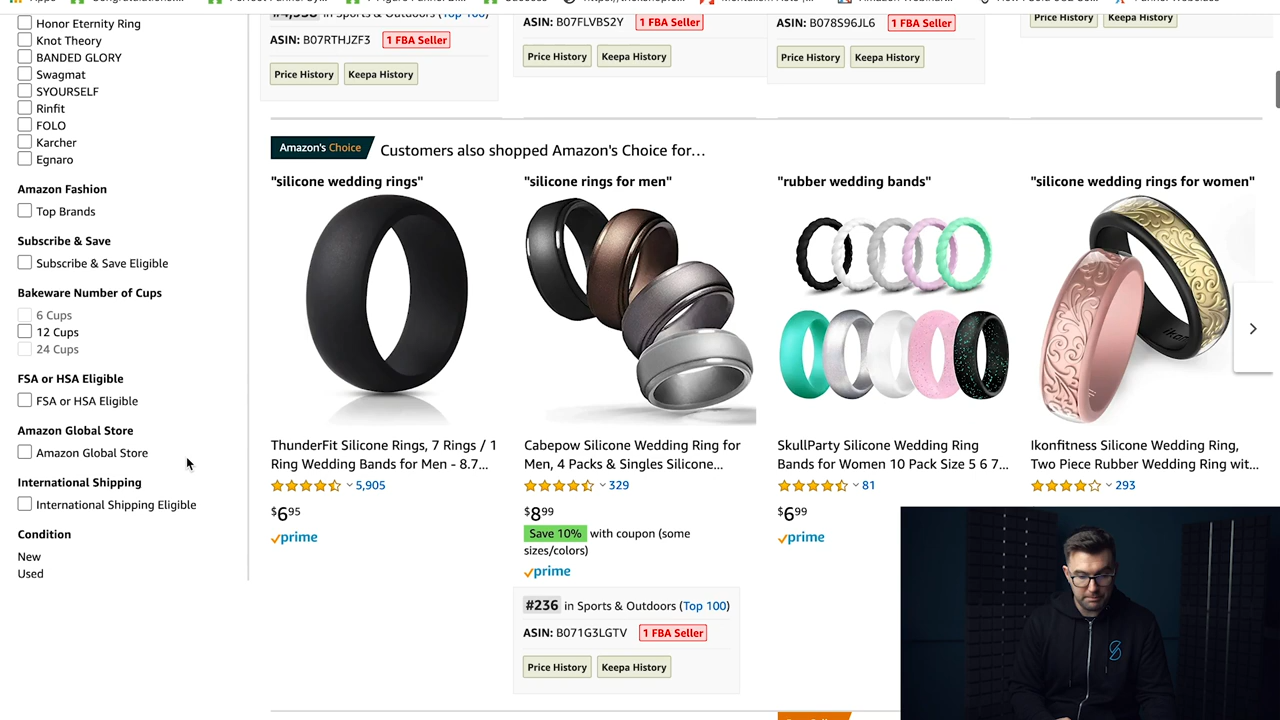 Honor Eternity Ring
Knot Theory
BANDED GLORY
Swagmat
SYOURSELF
Rinfit
FOLO
Karcher
Egnaro
Amazon Fashion
Top Brands
Subscribe & Save
Subscribe & Save Eligible
Bakeware Number of Cups
6 Cups
12 Cups
24 Cups
FSA or HSA Eligible
FSA or HSA Eligible
Amazon Global Store
Amazon Global Store
International Shipping
International Shipping Eligible
Condition
New
Used
in Sports & Outdoors (Top 100)
ASIN: B07RTHJZF3 1 FBA Seller
Price History Keepa History
ASIN: B07FLVBS2Y 1 FBA Seller
Price History Keepa History
ASIN: B078S96JL6 1 FBA Seller
Price History Keepa History
Price History Keepa History
Amazon's Choice Customers also shopped Amazon's Choice for…
"silicone wedding rings"
ThunderFit Silicone Rings, 7 Rings / 1
Ring Wedding Bands for Men - 8.7…
5,905
$6.95
prime
"silicone rings for men"
Cabepow Silicone Wedding Ring for
Men, 4 Packs & Singles Silicone…
329
$8.99
Save 10% with coupon (some
sizes/colors)
prime
#236 in Sports & Outdoors (Top 100)
ASIN: B071G3LGTV 1 FBA Seller
Price History Keepa History
"rubber wedding bands"
SkullParty Silicone Wedding Ring
Bands for Women 10 Pack Size 5 6 7…
81
$6.99
prime
"silicone wedding rings for women"
Ikonfitness Silicone Wedding Ring,
Two Piece Rubber Wedding Ring wit…
293